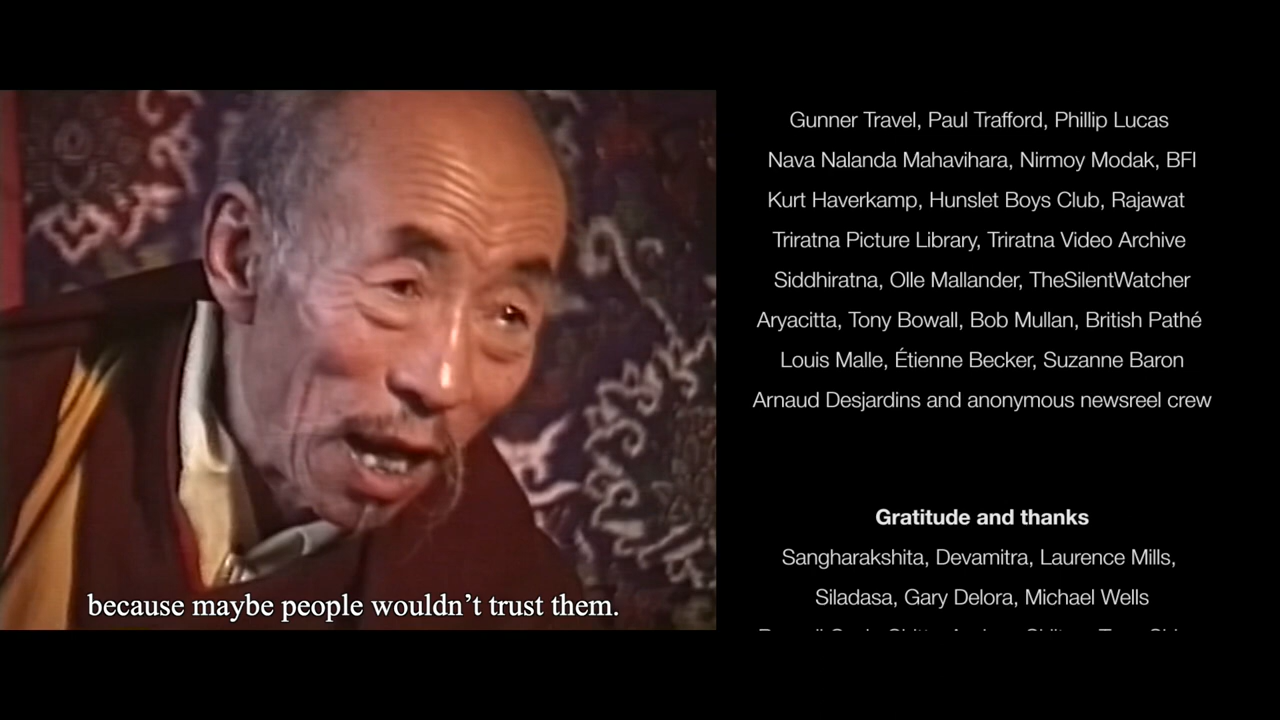 because maybe people wouldn't trust them.
Gunner Travel, Paul Trafford, Phillip Lucas
Nava Nalanda Mahavihara, Nirmoy Modak, BFI
Kurt Haverkamp, Hunslet Boys Club, Rajawat
Triratna Picture Library, Triratna Video Archive
Siddhiratna, Olle Mallander, TheSilentWatcher
Aryacitta, Tony Bowall, Bob Mullan, British Pathé
Louis Malle, Étienne Becker, Suzanne Baron
Arnaud Desjardins and anonymous newsreel crew
Gratitude and thanks
Sangharakshita, Devamitra, Laurence Mills,
Siladasa, Gary Delora, Michael Wells